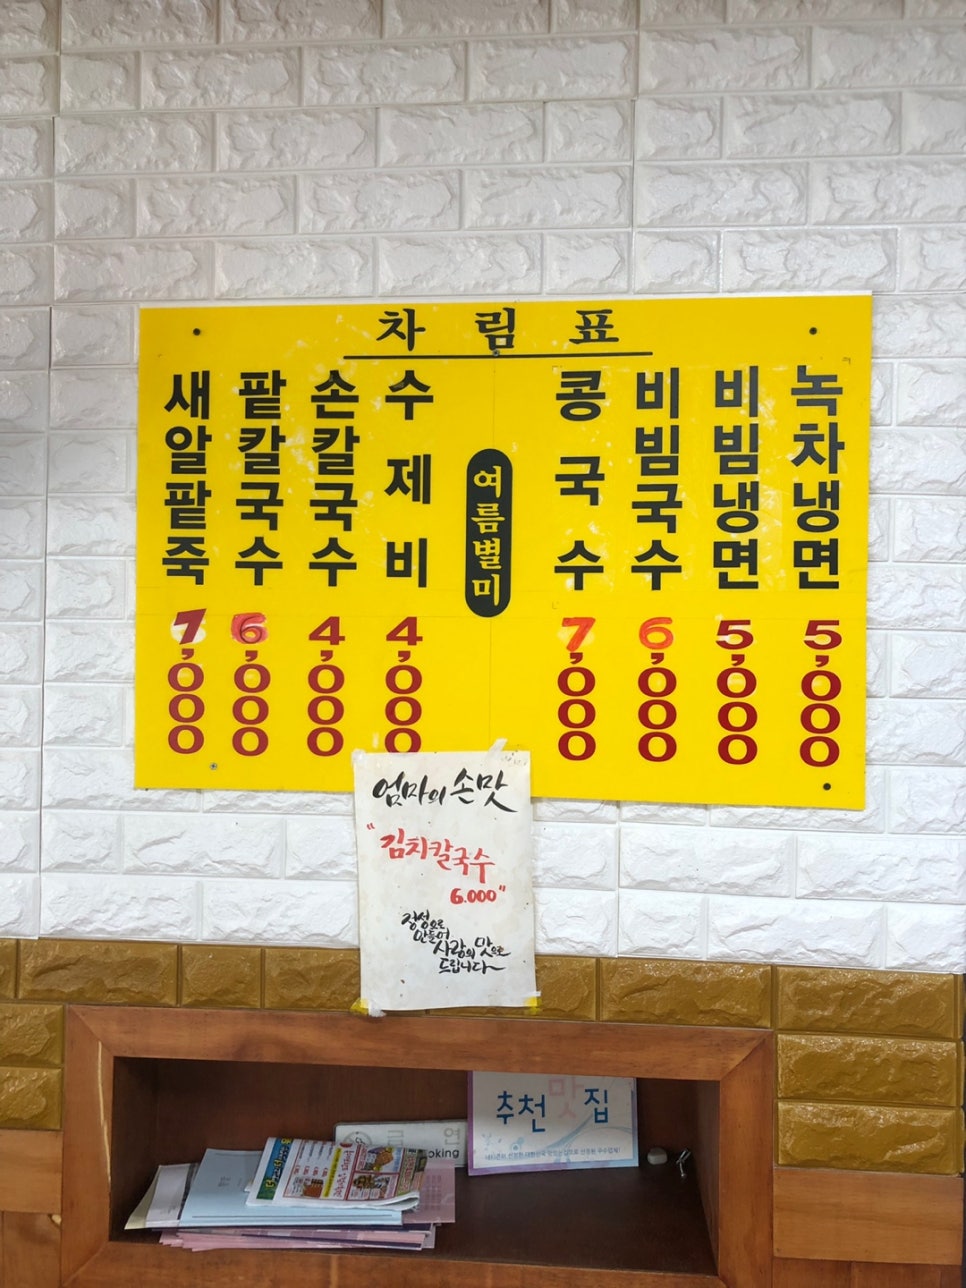 차림표
새알팥죽 7,000
팥칼국수 6,000
손칼국수 4,000
수제비 4,000
여름별미
콩국수 7,000
비빔국수 6,000
비빔냉면 5,000
녹차냉면 5,000
엄마의 손맛
"김치칼국수
6.000"
정성으로
만들어
사랑의 맛으로
드립니다
추천맛집
금연
oking